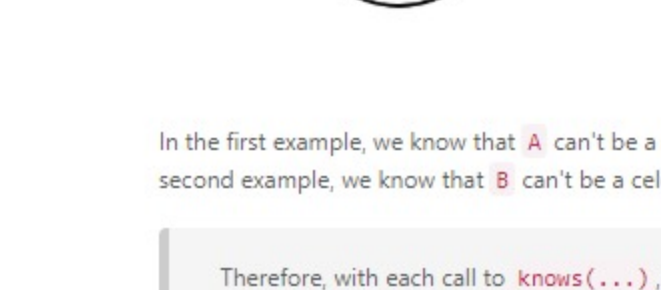 In the first example, we know that A can't be a
second example, we know that B can't be a cel
Therefore, with each call to knows(...),